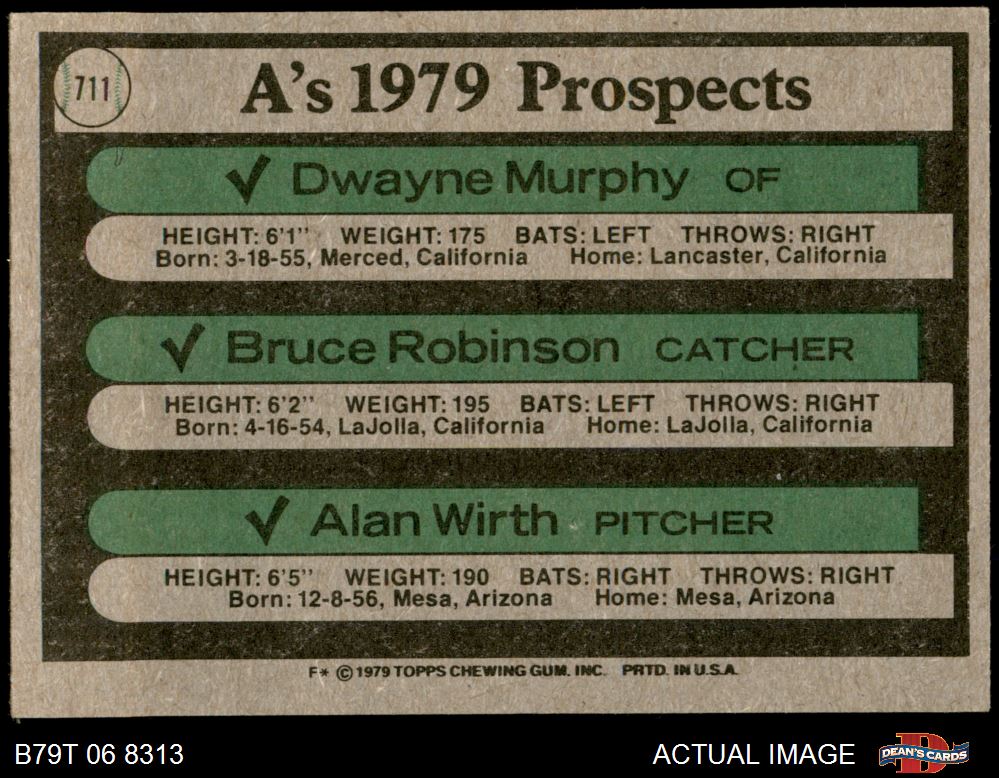 711
A's 1979 Prospects
✓ Dwayne Murphy OF
HEIGHT: 6'1" WEIGHT: 175 BATS: LEFT THROWS: RIGHT
Born: 3-18-55, Merced, California Home: Lancaster, California
✓ Bruce Robinson CATCHER
HEIGHT: 6'2" WEIGHT: 195 BATS: LEFT THROWS: RIGHT
Born: 4-16-54, LaJolla, California Home: LaJolla, California
✓ Alan Wirth PITCHER
HEIGHT: 6'5" WEIGHT: 190 BATS: RIGHT THROWS: RIGHT
Born: 12-8-56, Mesa, Arizona Home: Mesa, Arizona
F* © 1979 TOPPS CHEWING GUM. INC. PRTD. IN U.S.A.
B79T 06 8313 ACTUAL IMAGE D DEAN'S CARDS